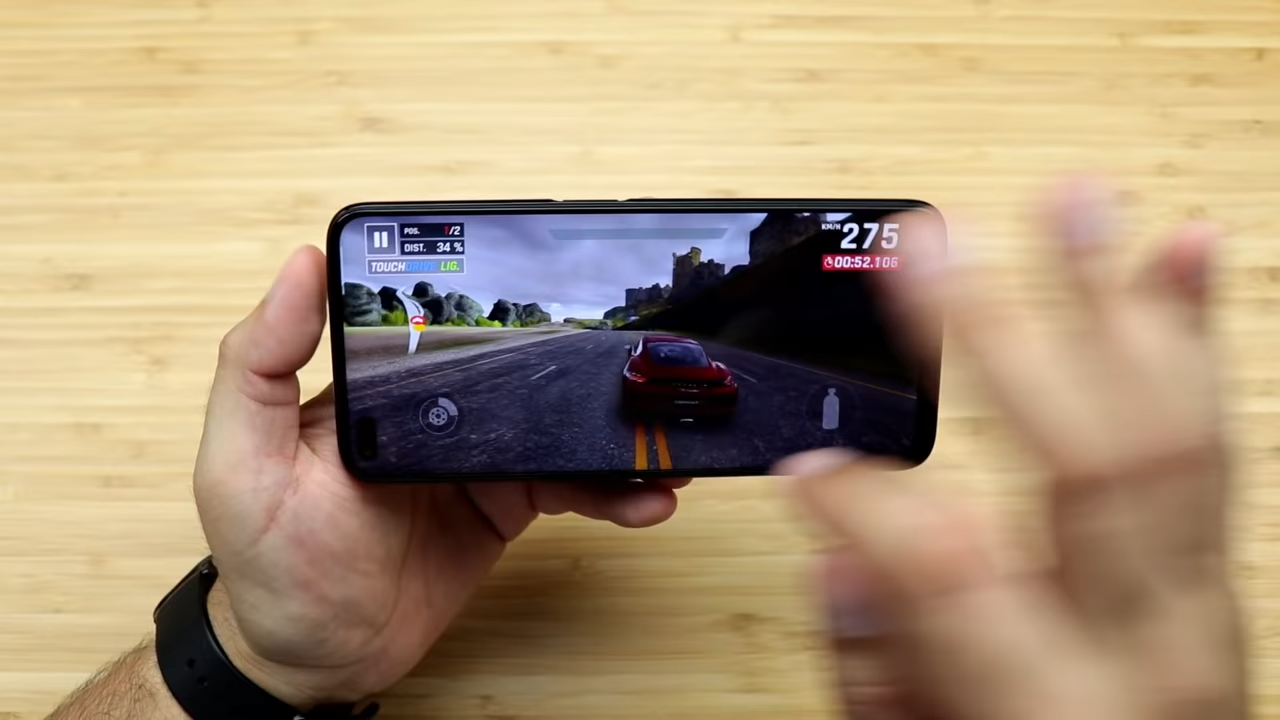 POS. 1/2
DIST. 34 %
TOUCHDRIVE LIG.
KM/H 275
00:52.106